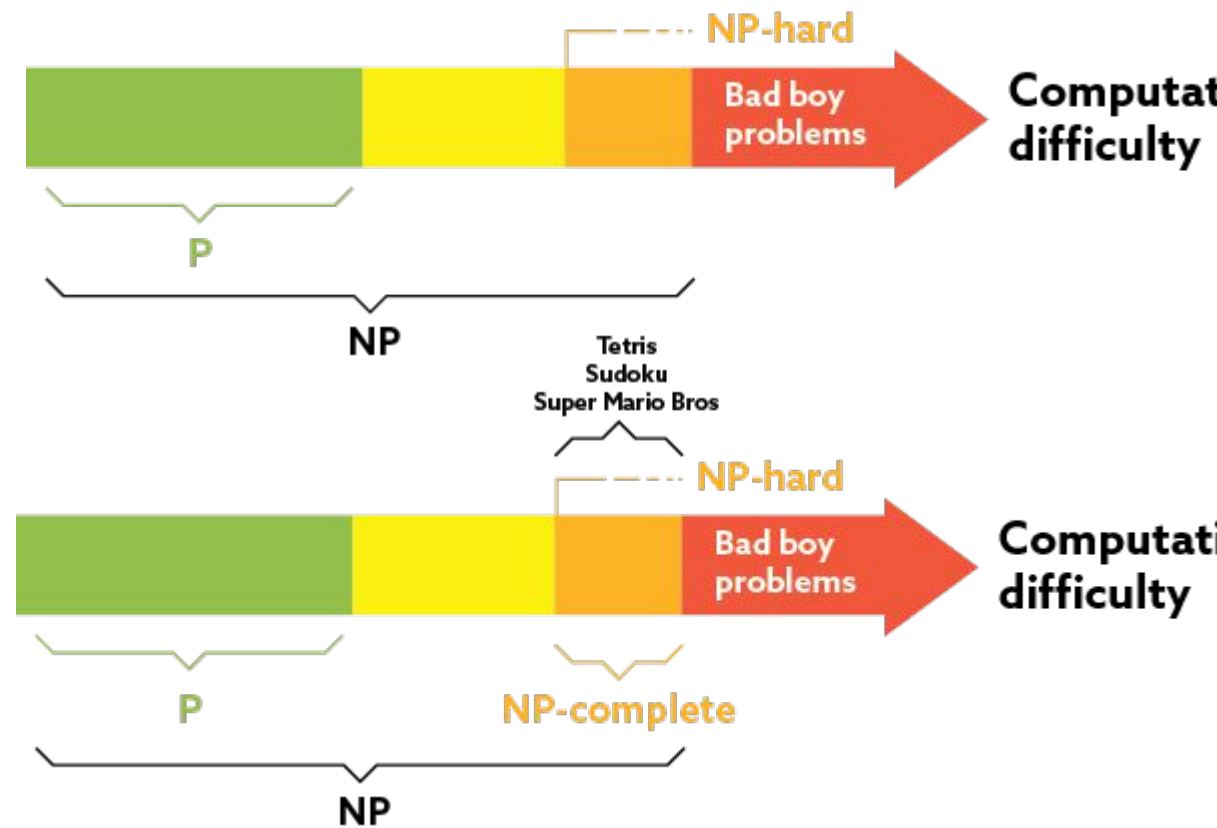 NP-hard
Bad boy
problems
Computat
difficulty
P
NP
Tetris
Sudoku
Super Mario Bros
NP-hard
Bad boy
problems
Computati
difficulty
P
NP-complete
NP